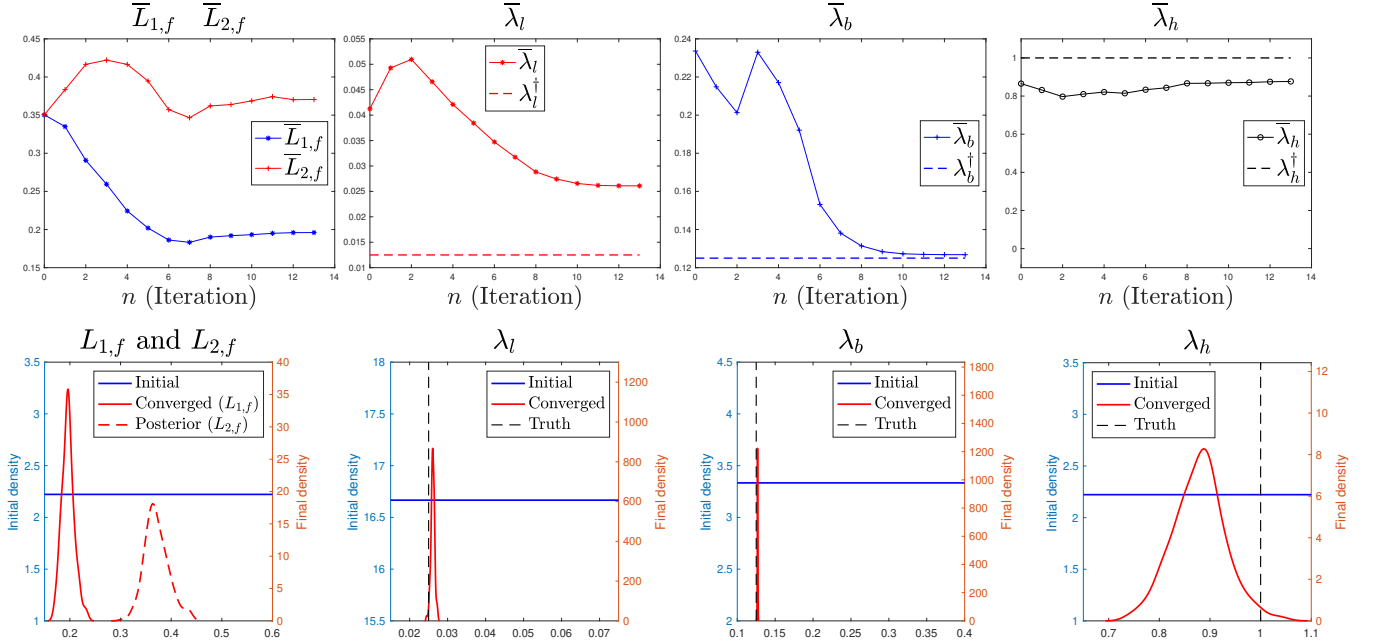 L̅₁,f L̅₂,f
0.45
0.4
0.35
0.3
0.25
0.2
0.15
0 2 4 6 8 10 12 14
n (Iteration)
L̅₁,f
L̅₂,f
λ̅_l
0.055
0.05
0.045
0.04
0.035
0.03
0.025
0.02
0.015
0.01
0 2 4 6 8 10 12 14
n (Iteration)
λ̅_l
λ_l^†
λ̅_b
0.24
0.22
0.2
0.18
0.16
0.14
0.12
0 2 4 6 8 10 12 14
n (Iteration)
λ̅_b
λ_b^†
λ̅_h
1
0.8
0.6
0.4
0.2
0
0 2 4 6 8 10 12 14
n (Iteration)
λ̅_h
λ_h^†
L₁,f and L₂,f
Initial density
3.5
3
2.5
2
1.5
1
0.2 0.3 0.4 0.5 0.6
40
35
30
25
20
15
10
5
0
Final density
Initial
Converged (L₁,f)
Posterior (L₂,f)
λ_l
Initial density
18
17.5
17
16.5
16
15.5
0.02 0.03 0.04 0.05 0.06 0.07
1200
1000
800
600
400
200
0
Final density
Initial
Converged
Truth
λ_b
Initial density
4.5
4
3.5
3
2.5
2
0.1 0.15 0.2 0.25 0.3 0.35 0.4
1800
1600
1400
1200
1000
800
600
400
200
0
Final density
Initial
Converged
Truth
λ_h
Initial density
3.5
3
2.5
2
1.5
1
0.7 0.8 0.9 1 1.1
12
10
8
6
4
2
0
Final density
Initial
Converged
Truth